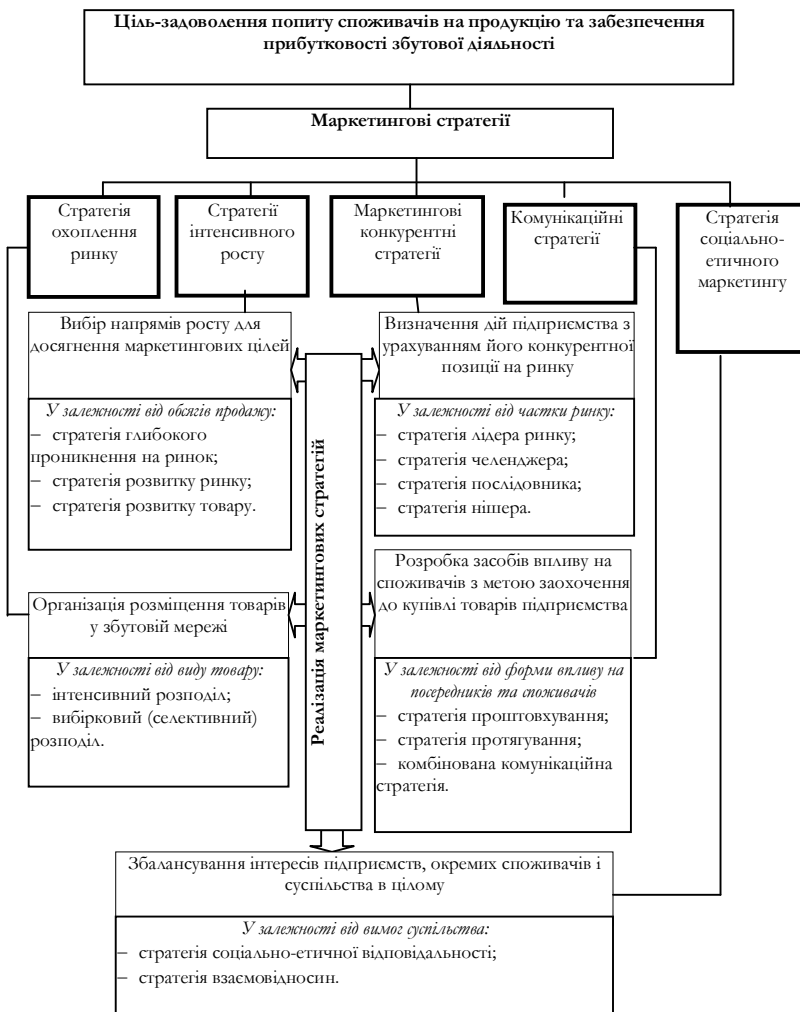 Ціль-задоволення попиту споживачів на продукцію та забезпечення
прибутковості збутової діяльності
Маркетингові стратегії
Стратегія
охоплення
ринку
Стратегії
інтенсивного
росту
Маркетингові
конкурентні
стратегії
Комунікаційні
стратегії
Стратегія
соціально-
етичного
маркетингу
Вибір напрямів росту для
досягнення маркетингових цілей
У залежності від обсягів продажу:
– стратегія глибокого
проникнення на ринок;
– стратегія розвитку ринку;
– стратегія розвитку товару.
Визначення дій підприємства з
урахуванням його конкурентної
позиції на ринку
У залежності від частки ринку:
– стратегія лідера ринку;
– стратегія челенджера;
– стратегія послідовника;
– стратегія нішера.
Реалізація маркетингових стратегій
Організація розміщення товарів
у збутовій мережі
У залежності від виду товару:
– інтенсивний розподіл;
– вибірковий (селективний)
розподіл.
Розробка засобів впливу на
споживачів з метою заохочення
до купівлі товарів підприємства
У залежності від форми впливу на
посередників та споживачів
– стратегія проштовхування;
– стратегія протягування;
– комбінована комунікаційна
стратегія.
Збалансування інтересів підприємств, окремих споживачів і
суспільства в цілому
У залежності від вимог суспільства:
– стратегія соціально-етичної відповідальності;
– стратегія взаємовідносин.